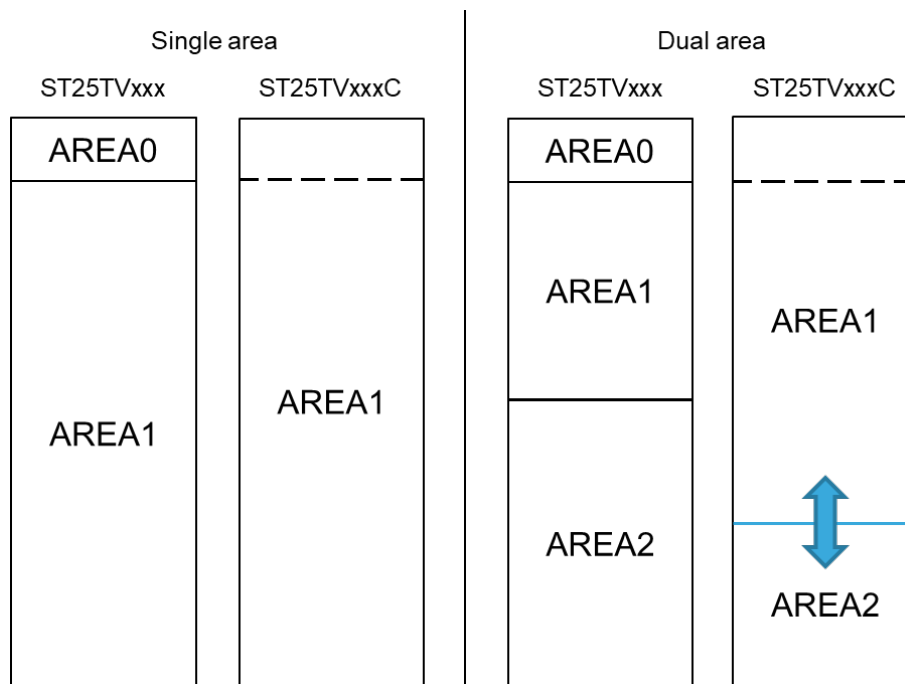 Single area
Dual area
ST25TVxxx
ST25TVxxxC
ST25TVxxx
ST25TVxxxC
AREA0
AREA0
AREA1
AREA1
AREA1
AREA1
AREA2
AREA2